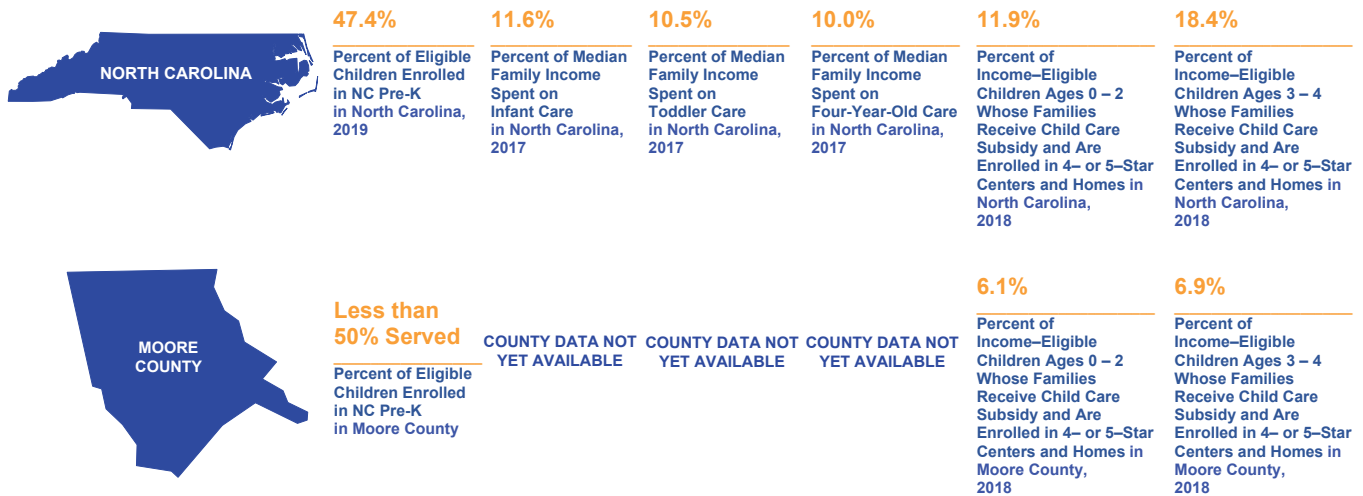 NORTH CAROLINA
47.4%
Percent of Eligible
Children Enrolled
in NC Pre-K
in North Carolina,
2019
11.6%
Percent of Median
Family Income
Spent on
Infant Care
in North Carolina,
2017
10.5%
Percent of Median
Family Income
Spent on
Toddler Care
in North Carolina,
2017
10.0%
Percent of Median
Family Income
Spent on
Four-Year-Old Care
in North Carolina,
2017
11.9%
Percent of
Income–Eligible
Children Ages 0 – 2
Whose Families
Receive Child Care
Subsidy and Are
Enrolled in 4– or 5–Star
Centers and Homes in
North Carolina,
2018
18.4%
Percent of
Income–Eligible
Children Ages 3 – 4
Whose Families
Receive Child Care
Subsidy and Are
Enrolled in 4– or 5–Star
Centers and Homes in
North Carolina,
2018
MOORE
COUNTY
Less than
50% Served
Percent of Eligible
Children Enrolled
in NC Pre-K
in Moore County
COUNTY DATA NOT
YET AVAILABLE
COUNTY DATA NOT
YET AVAILABLE
COUNTY DATA NOT
YET AVAILABLE
6.1%
Percent of
Income–Eligible
Children Ages 0 – 2
Whose Families
Receive Child Care
Subsidy and Are
Enrolled in 4– or 5–Star
Centers and Homes in
Moore County,
2018
6.9%
Percent of
Income–Eligible
Children Ages 3 – 4
Whose Families
Receive Child Care
Subsidy and Are
Enrolled in 4– or 5–Star
Centers and Homes in
Moore County,
2018